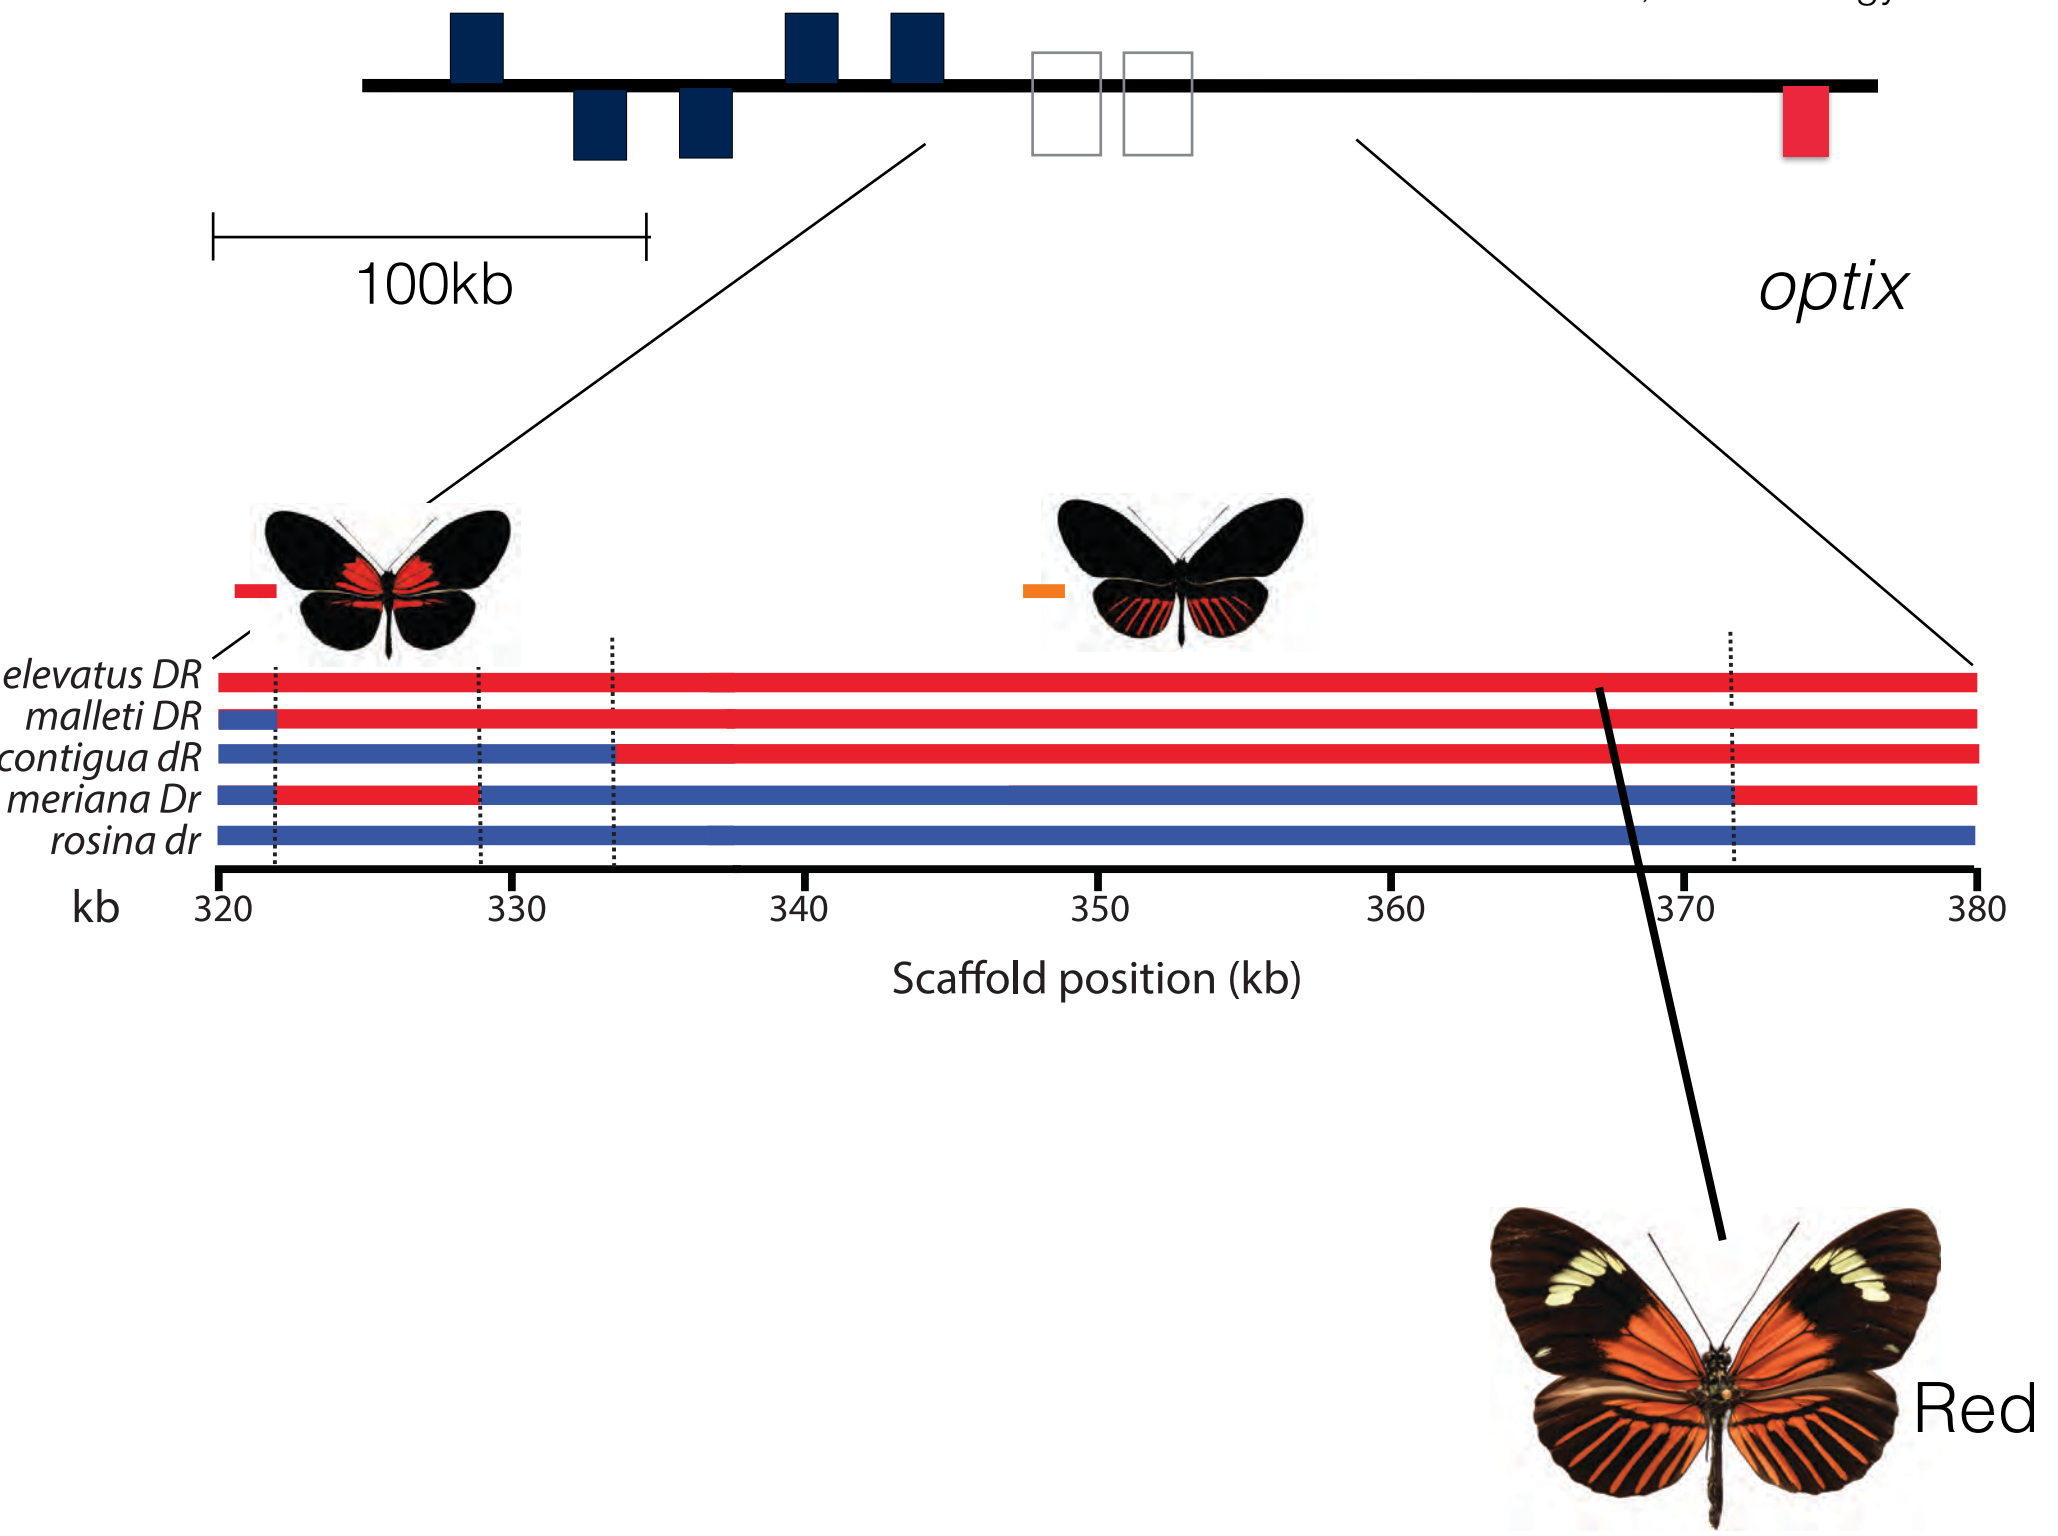 100kb
optix
elevatus DR
malleti DR
contigua dR
meriana Dr
rosina dr
kb 320 330 340 350 360 370 380
Scaffold position (kb)
Red